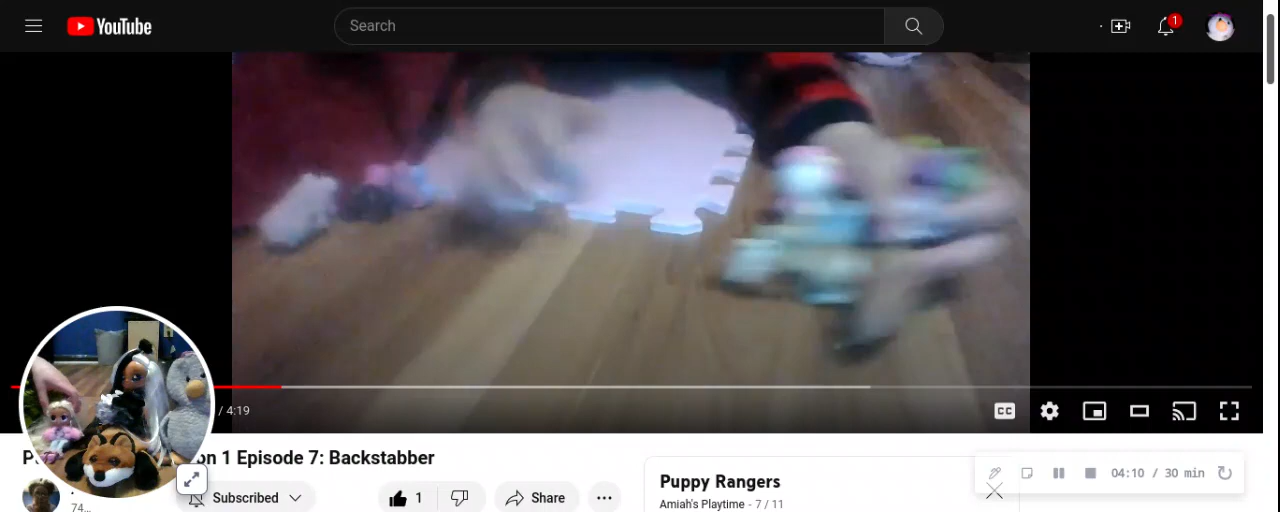 YouTube
Search
1
/ 4:19
CC
on 1 Episode 7: Backstabber
Subscribed
1
Share
74...
Puppy Rangers
Amiah's Playtime - 7 / 11
04:10 / 30 min